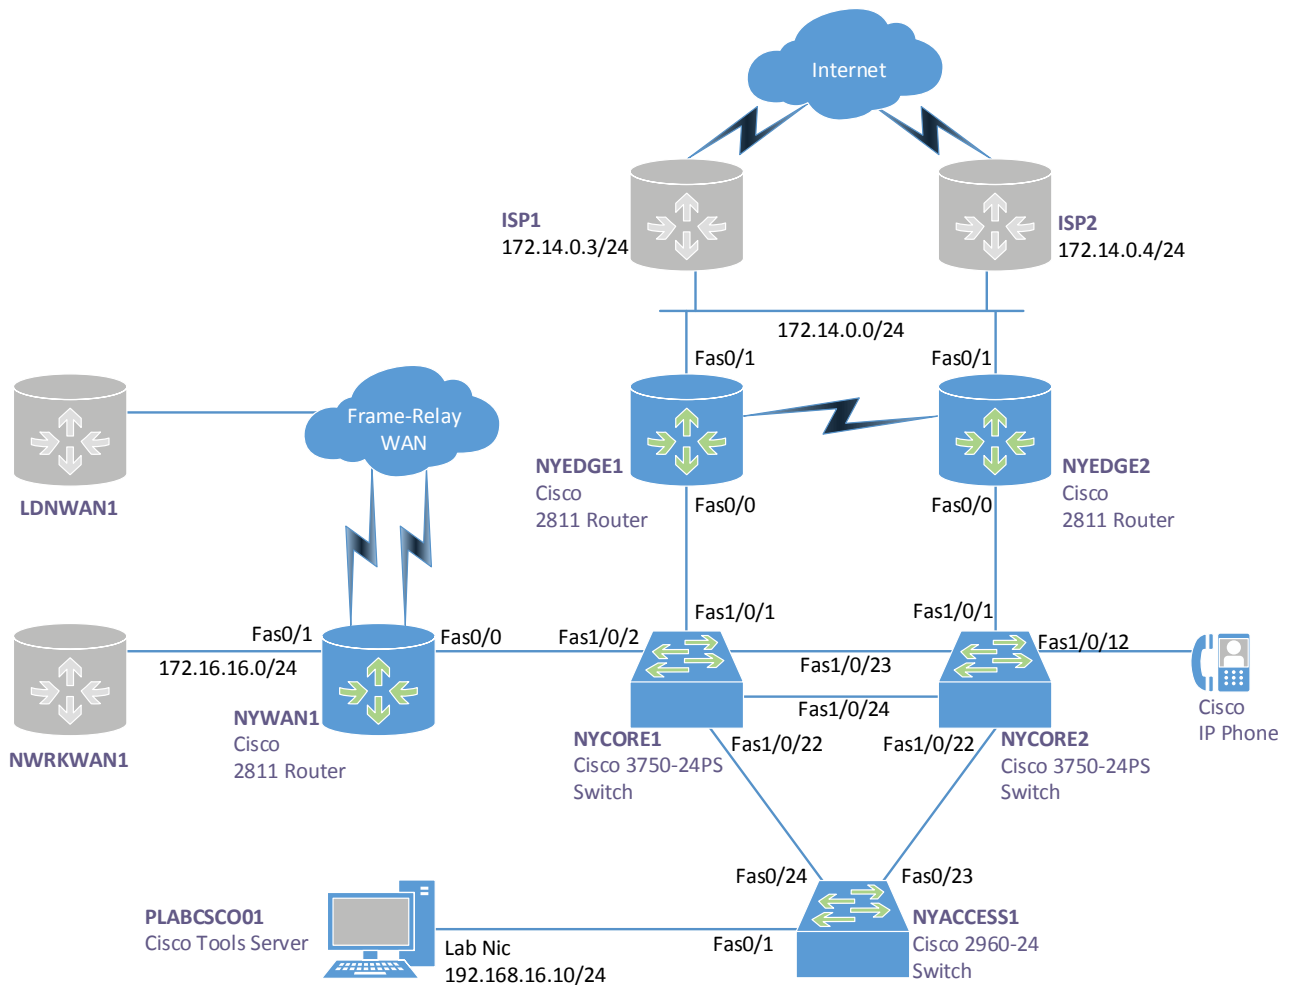 Internet
ISP1
172.14.0.3/24
ISP2
172.14.0.4/24
172.14.0.0/24
Fas0/1
Fas0/1
Frame-Relay
WAN
LDNWAN1
NYEDGE1
Cisco
2811 Router
NYEDGE2
Cisco
2811 Router
Fas0/0
Fas0/0
Fas1/0/1
Fas1/0/1
Fas0/1
Fas0/0
Fas1/0/2
Fas1/0/12
172.16.16.0/24
Fas1/0/23
Fas1/0/24
NWRKWAN1
NYWAN1
Cisco
2811 Router
Cisco
IP Phone
NYCORE1
Cisco 3750-24PS
Switch
Fas1/0/22
Fas1/0/22
NYCORE2
Cisco 3750-24PS
Switch
Fas0/24
Fas0/23
PLABCSCO01
Cisco Tools Server
Lab Nic
192.168.16.10/24
Fas0/1
NYACCESS1
Cisco 2960-24
Switch